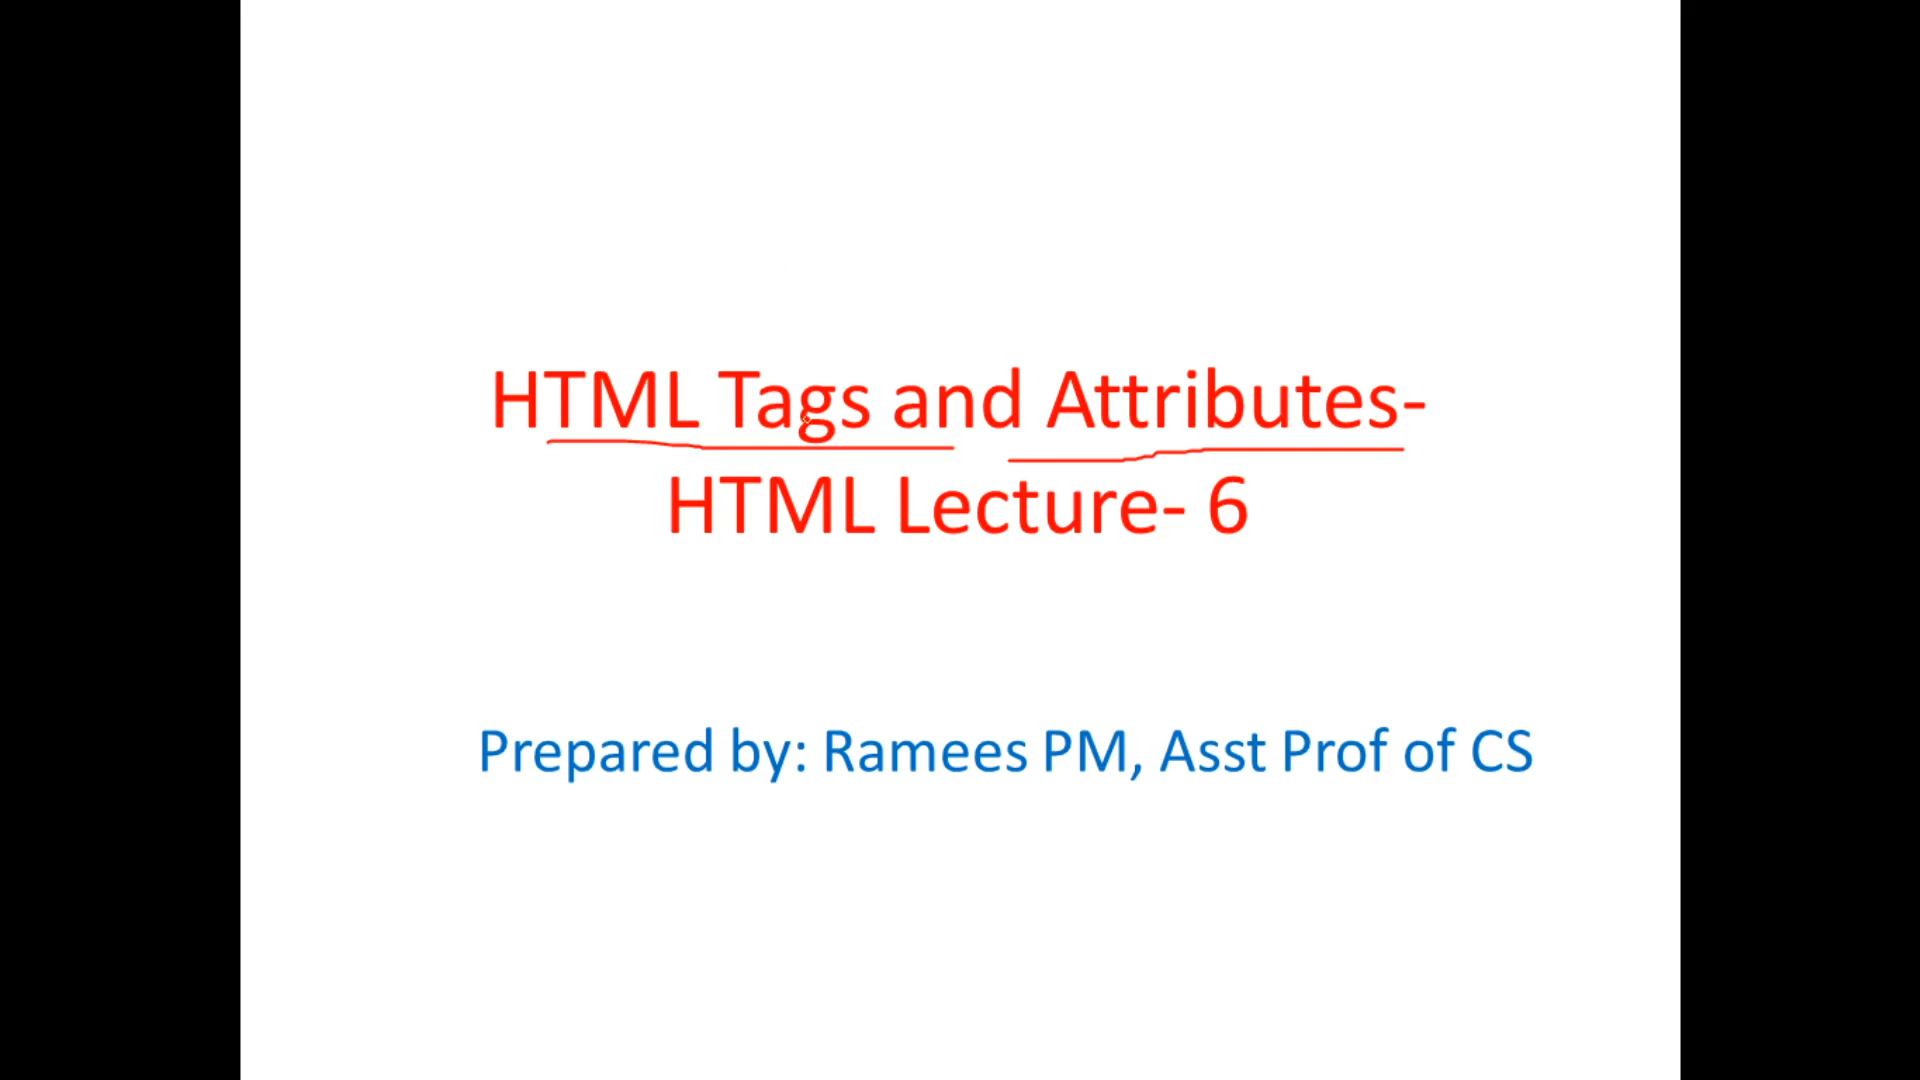 HTML Tags and Attributes-
HTML Lecture- 6
Prepared by: Ramees PM, Asst Prof of CS